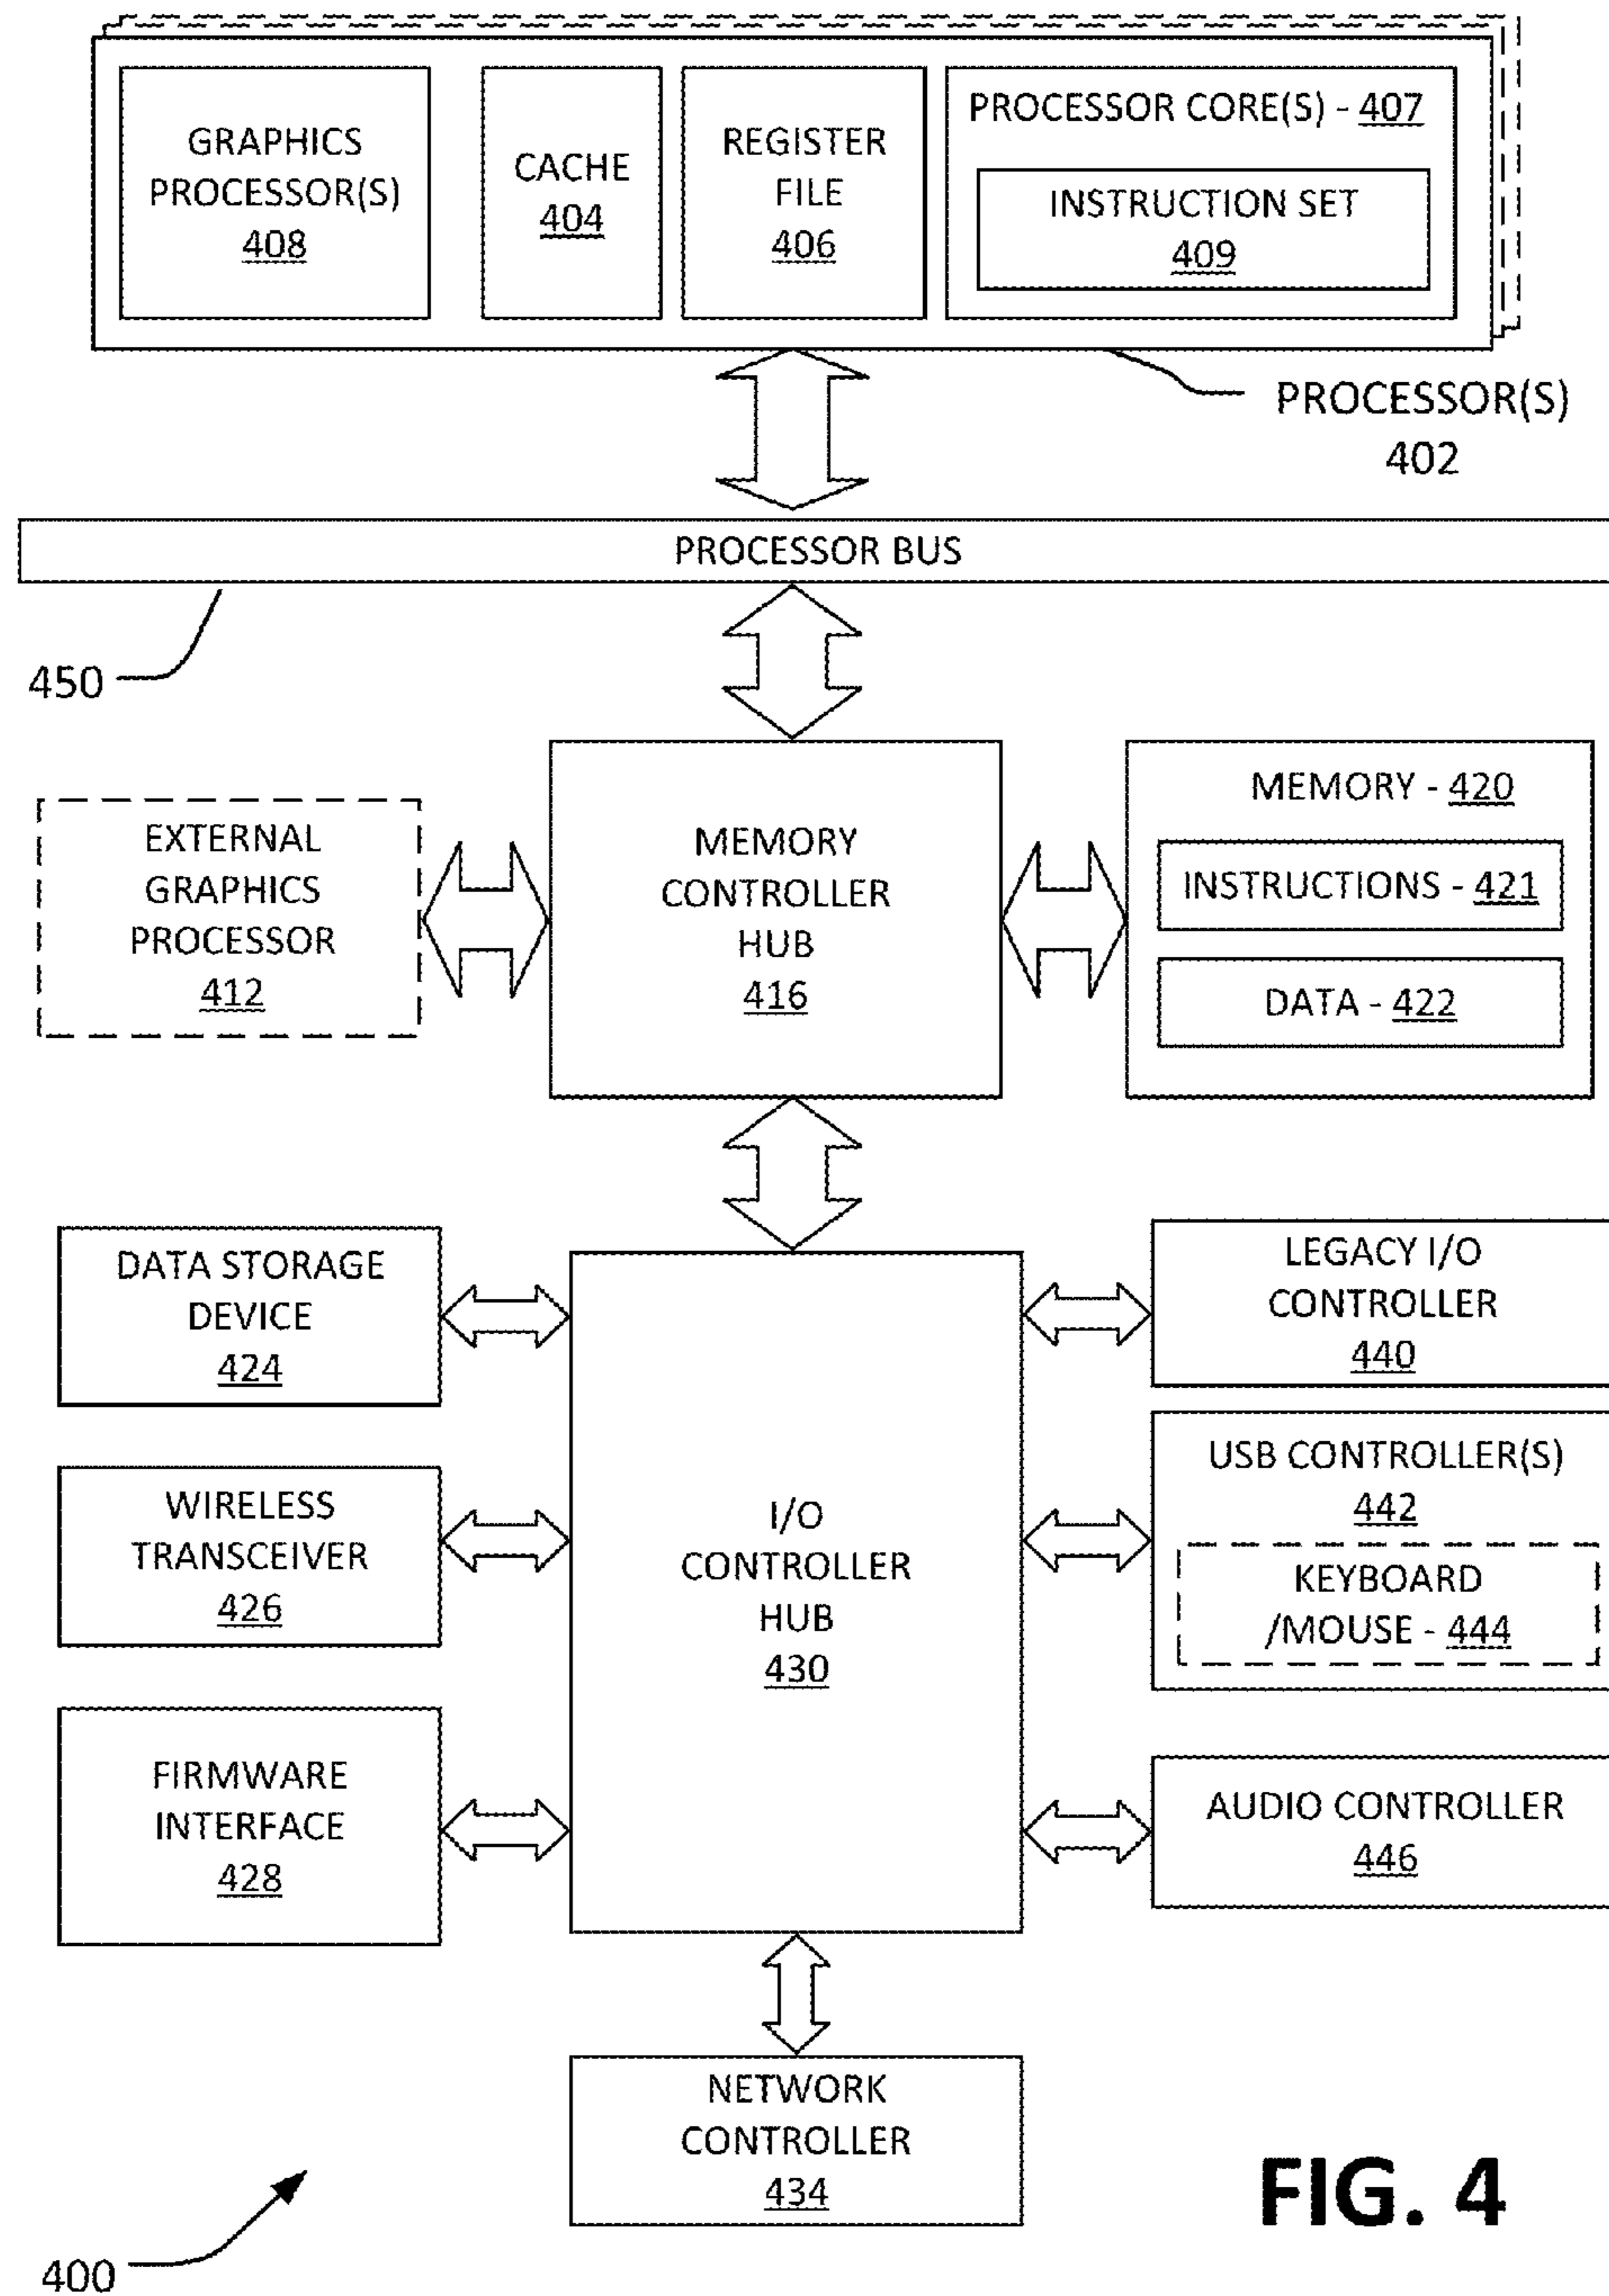 GRAPHICS
PROCESSOR(S)
408
CACHE
404
REGISTER
FILE
406
PROCESSOR CORE(S) - 407
INSTRUCTION SET
409
PROCESSOR(S)
402
PROCESSOR BUS
450
EXTERNAL
GRAPHICS
PROCESSOR
412
MEMORY
CONTROLLER
HUB
416
MEMORY - 420
INSTRUCTIONS - 421
DATA - 422
DATA STORAGE
DEVICE
424
WIRELESS
TRANSCEIVER
426
FIRMWARE
INTERFACE
428
I/O
CONTROLLER
HUB
430
LEGACY I/O
CONTROLLER
440
USB CONTROLLER(S)
442
KEYBOARD
/MOUSE - 444
AUDIO CONTROLLER
446
NETWORK
CONTROLLER
434
400
FIG. 4